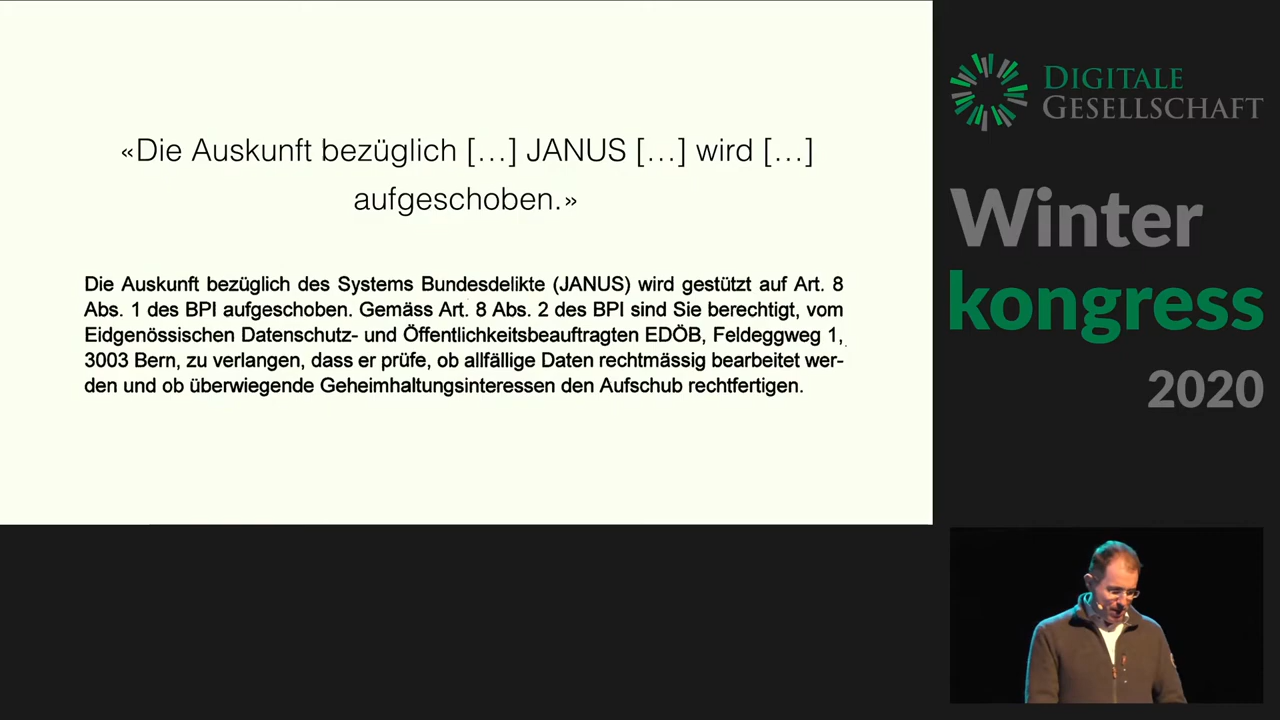 «Die Auskunft bezüglich […] JANUS […] wird […]
aufgeschoben.»
Die Auskunft bezüglich des Systems Bundesdelikte (JANUS) wird gestützt auf Art. 8
Abs. 1 des BPI aufgeschoben. Gemäss Art. 8 Abs. 2 des BPI sind Sie berechtigt, vom
Eidgenössischen Datenschutz- und Öffentlichkeitsbeauftragten EDÖB, Feldeggweg 1,
3003 Bern, zu verlangen, dass er prüfe, ob allfällige Daten rechtmässig bearbeitet wer-
den und ob überwiegende Geheimhaltungsinteressen den Aufschub rechtfertigen.
DIGITALE
GESELLSCHAFT
Winter
kongress
2020